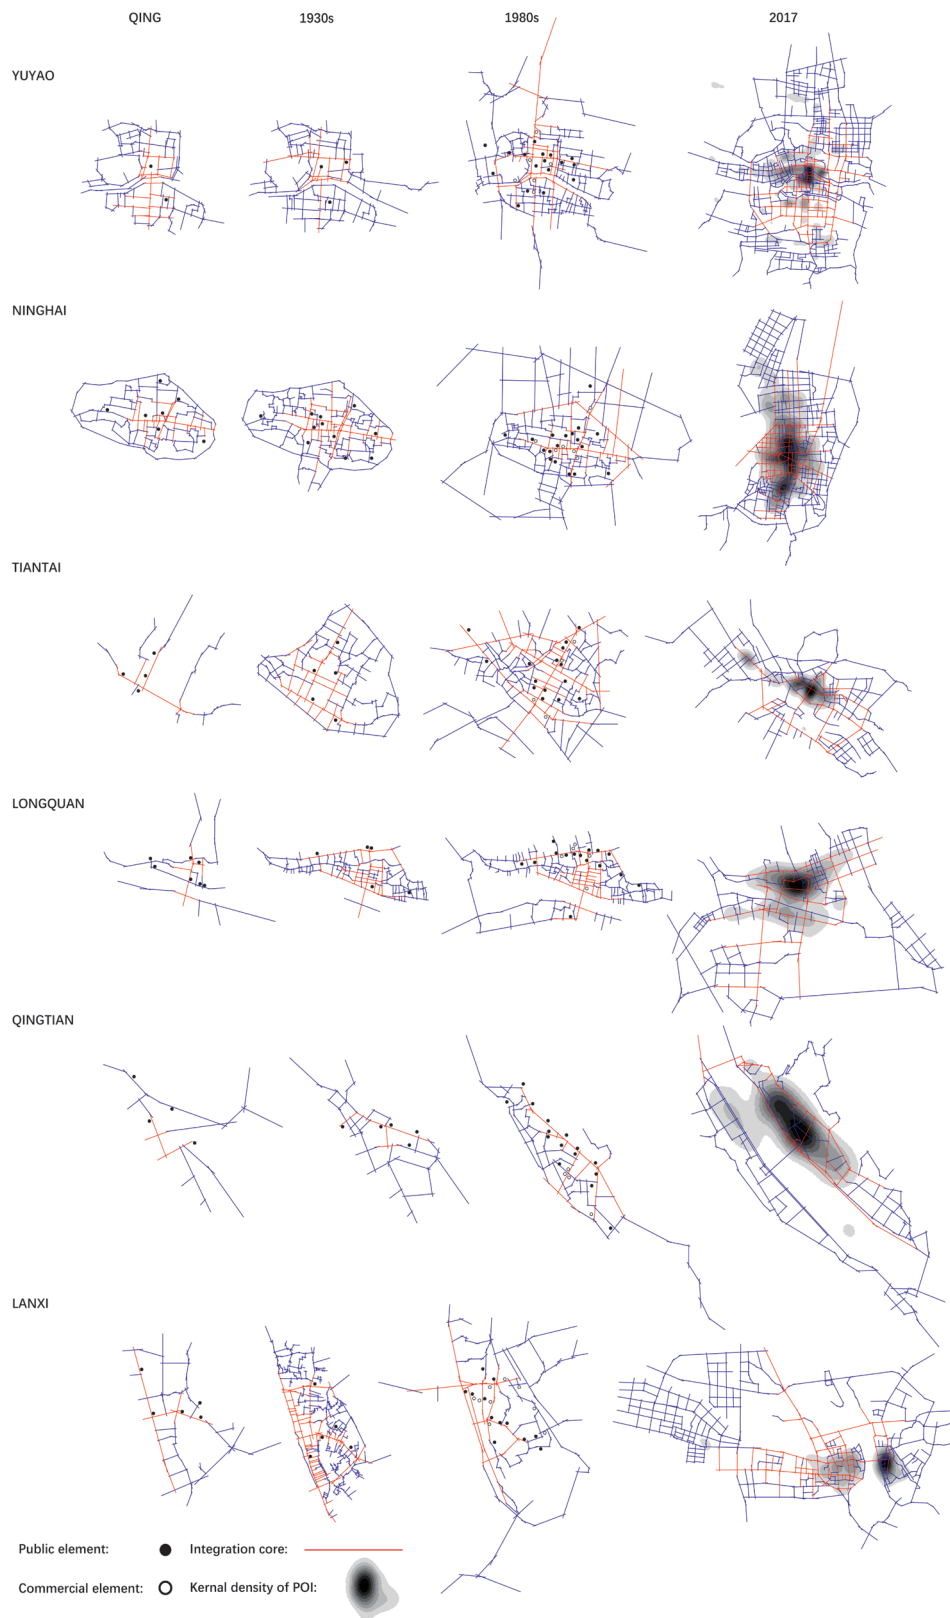 QING 1930s 1980s 2017
YUYAO
NINGHAI
TIANTAI
LONGQUAN
QINGTIAN
LANXI
Public element: Integration core:
Commercial element: Kernal density of POI: